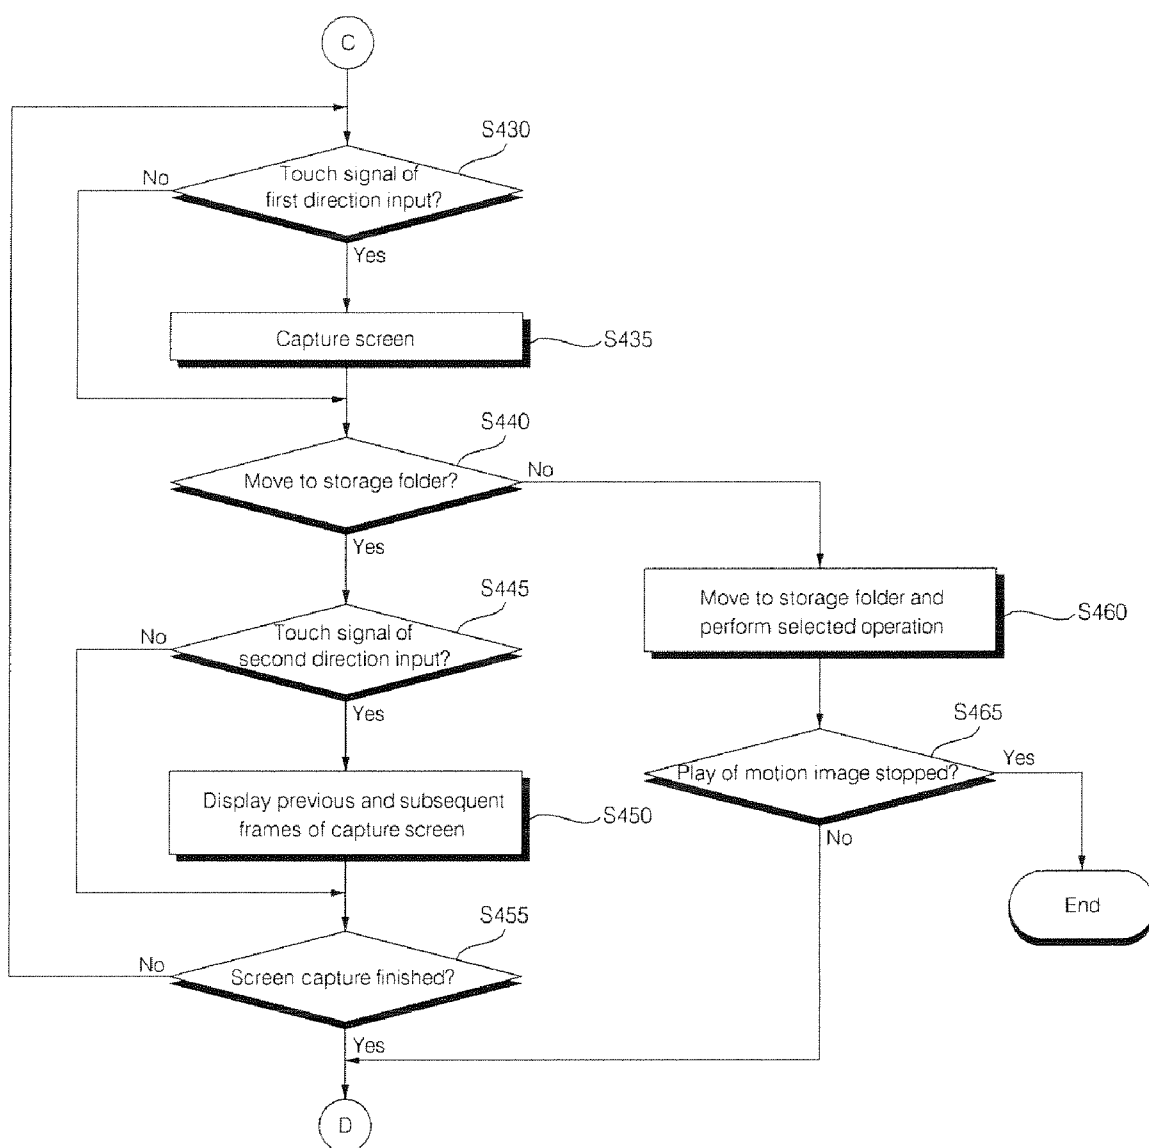 C
S430
No
Touch signal of
first direction input?
Yes
Capture screen
S435
S440
Move to storage folder?
No
Yes
S445
No
Touch signal of
second direction input?
Yes
Move to storage folder and
perform selected operation
S460
S465
Play of motion image stopped?
Yes
No
Display previous and subsequent
frames of capture screen
S450
End
S455
No
Screen capture finished?
Yes
D